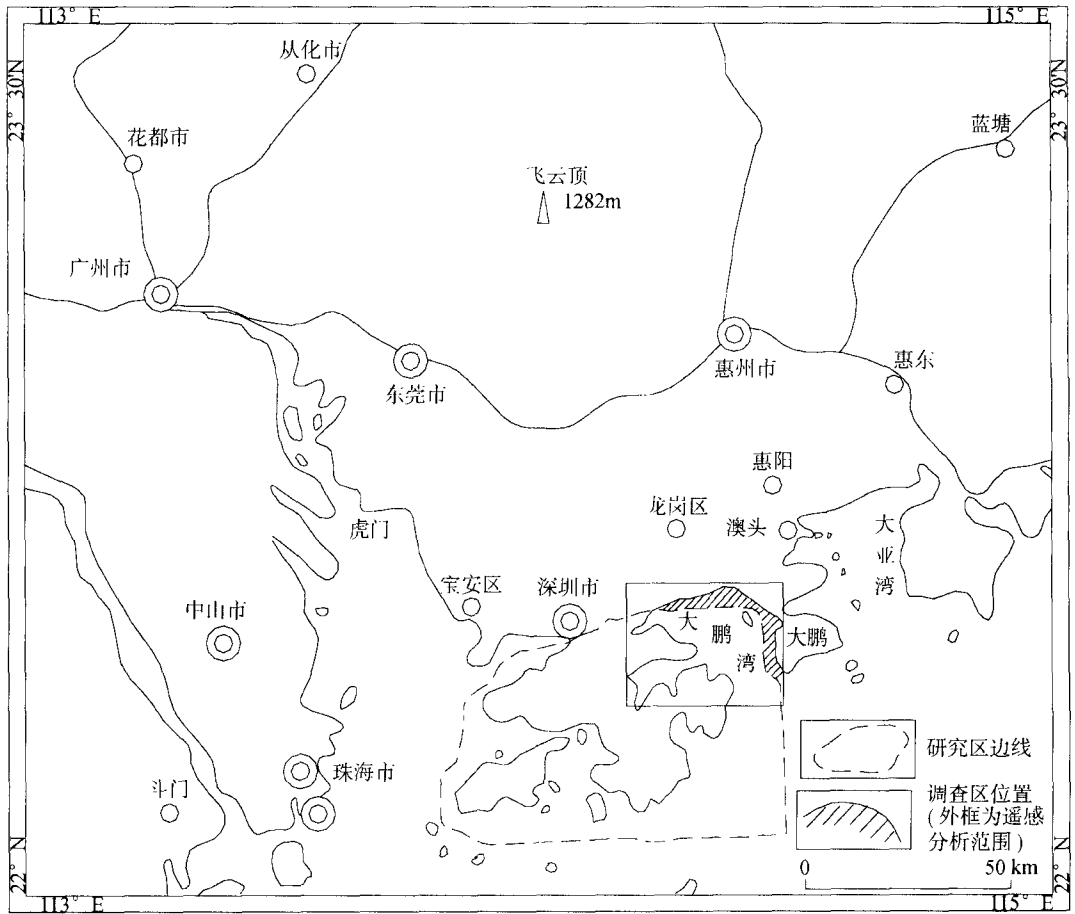 113° E
115° E
23° 30′N
23° 30′N
从化市
花都市
蓝塘
飞云顶
1282m
广州市
惠州市
惠东
东莞市
惠阳
龙岗区
澳头
大亚湾
虎门
宝安区
深圳市
中山市
大鹏湾
大鹏
研究区边线
珠海市
斗门
调查区位置
(外框为遥感
分析范围)
0 50 km
22° N
22° N
113° E
115° E